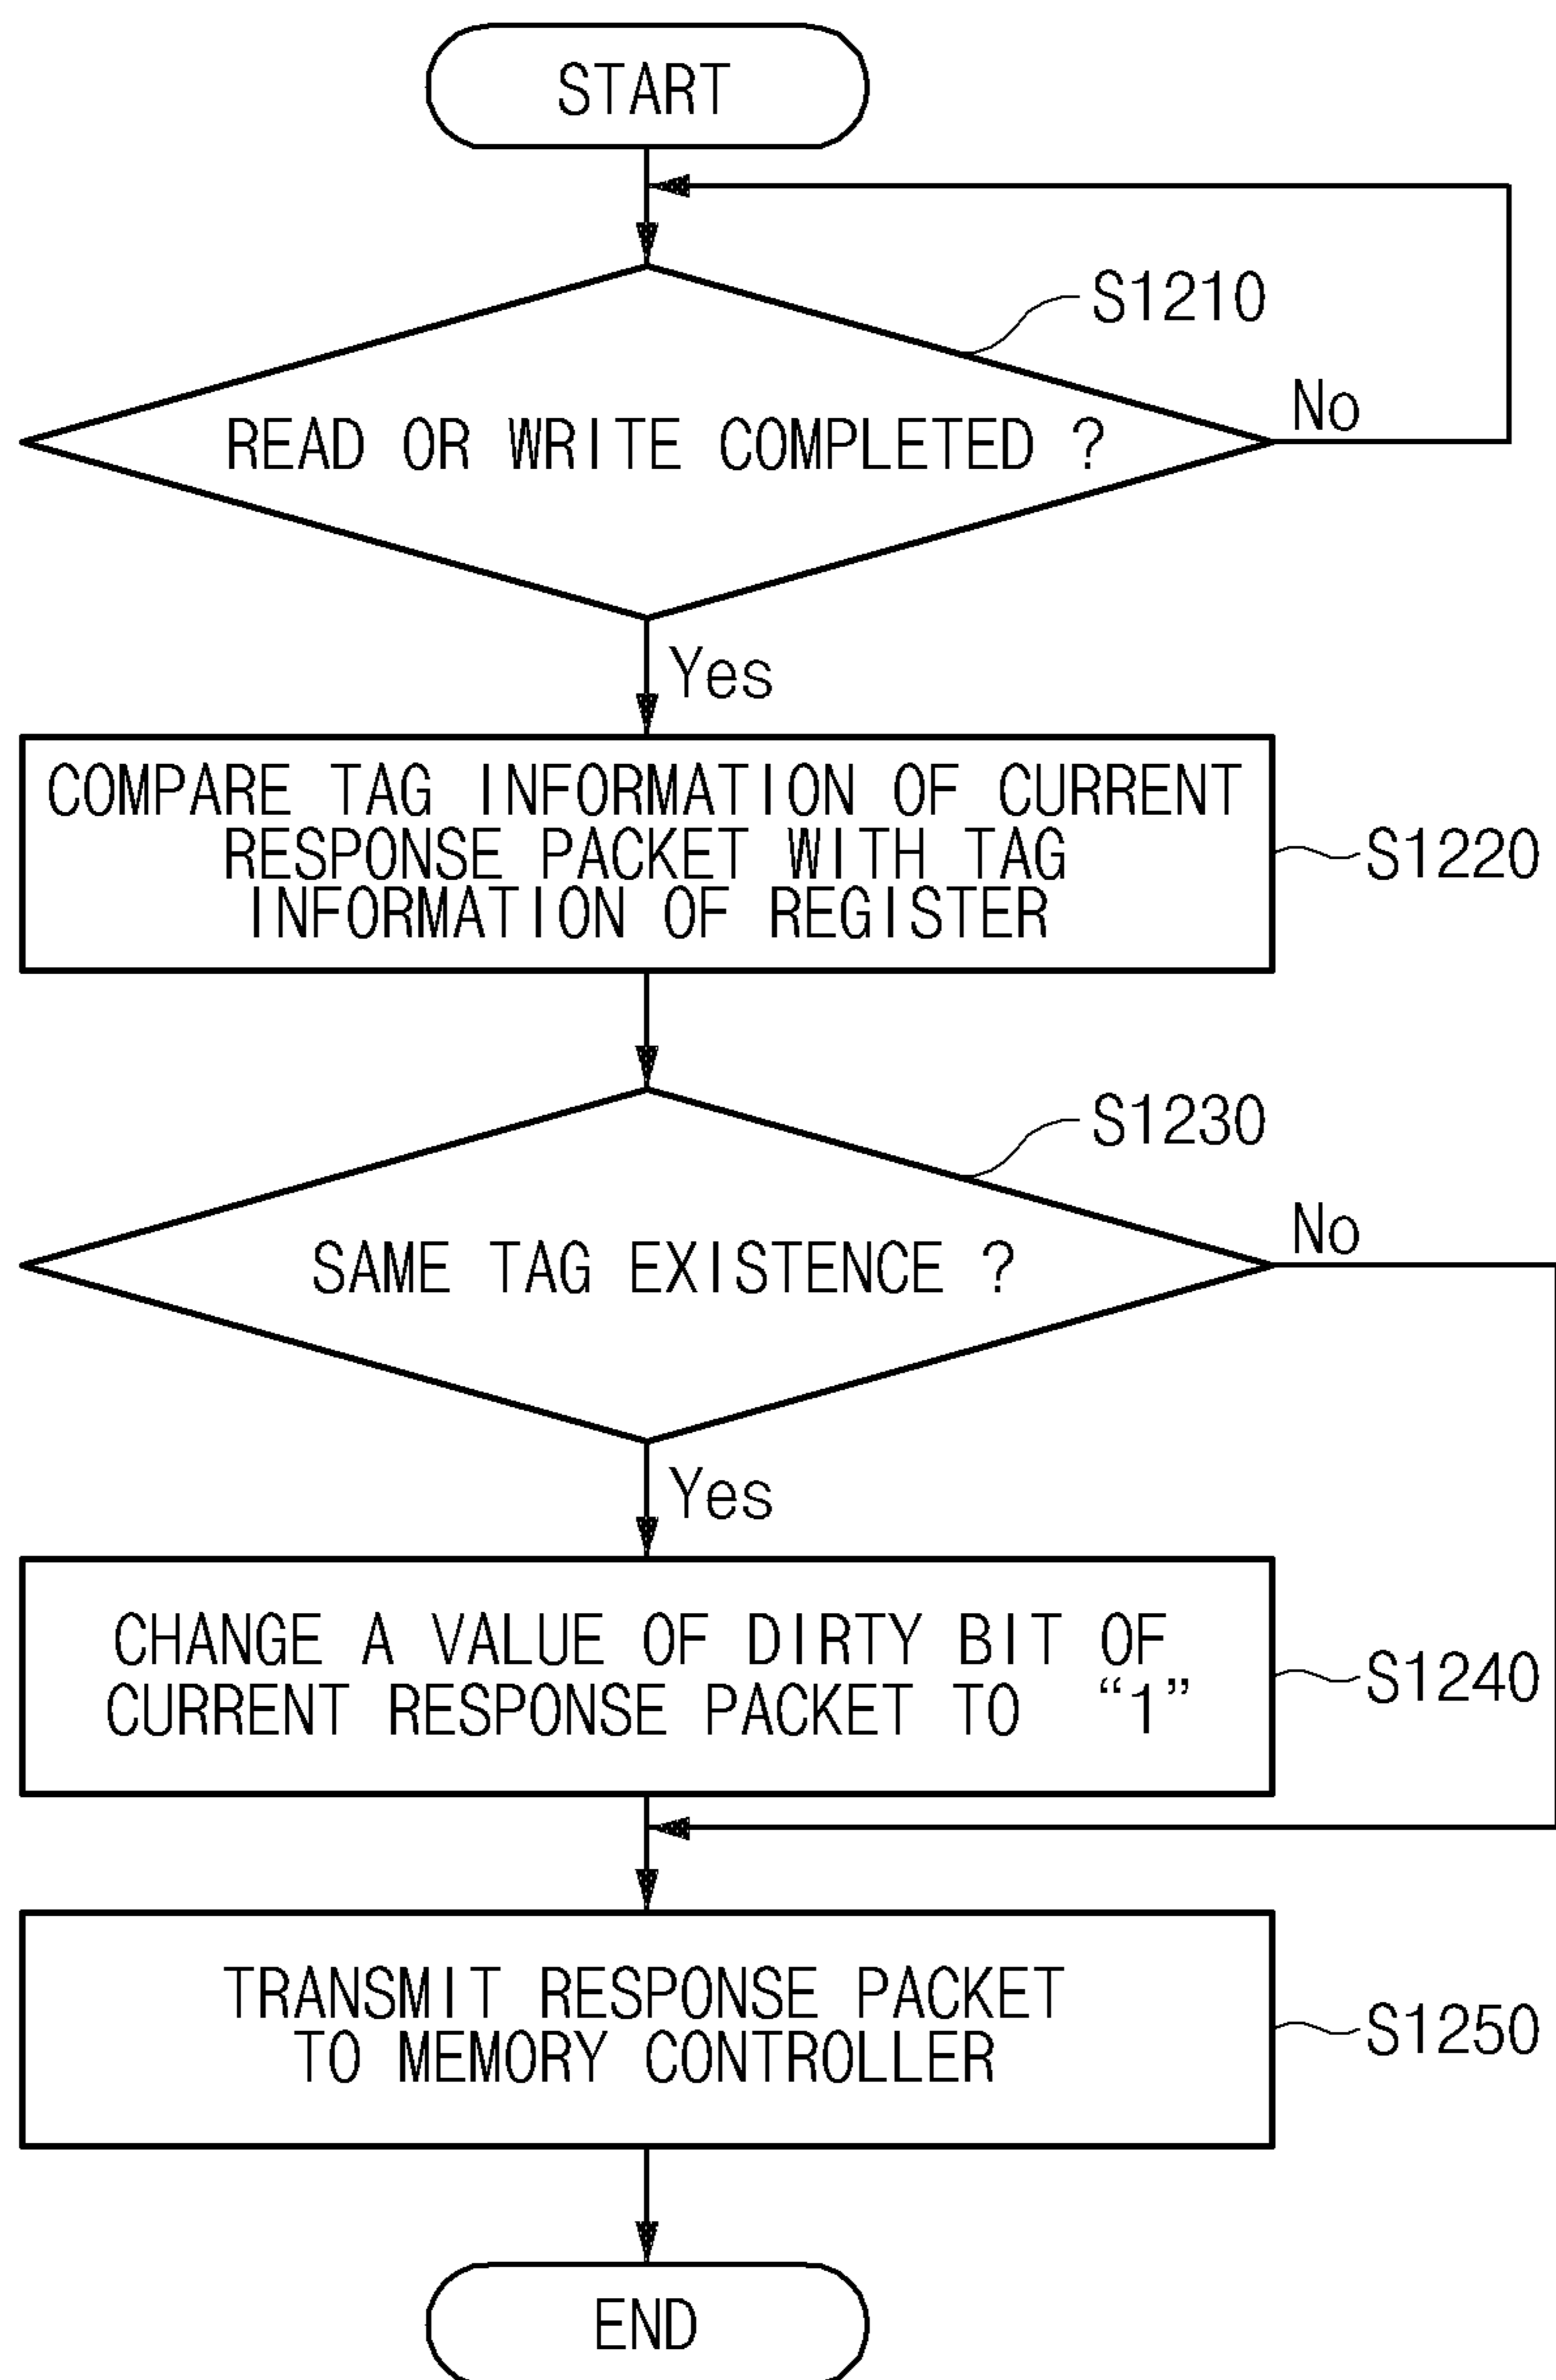 START
S1210
READ OR WRITE COMPLETED ?
No
Yes
COMPARE TAG INFORMATION OF CURRENT
RESPONSE PACKET WITH TAG
INFORMATION OF REGISTER
S1220
S1230
SAME TAG EXISTENCE ?
No
Yes
CHANGE A VALUE OF DIRTY BIT OF
CURRENT RESPONSE PACKET TO “1”
S1240
TRANSMIT RESPONSE PACKET
TO MEMORY CONTROLLER
S1250
END